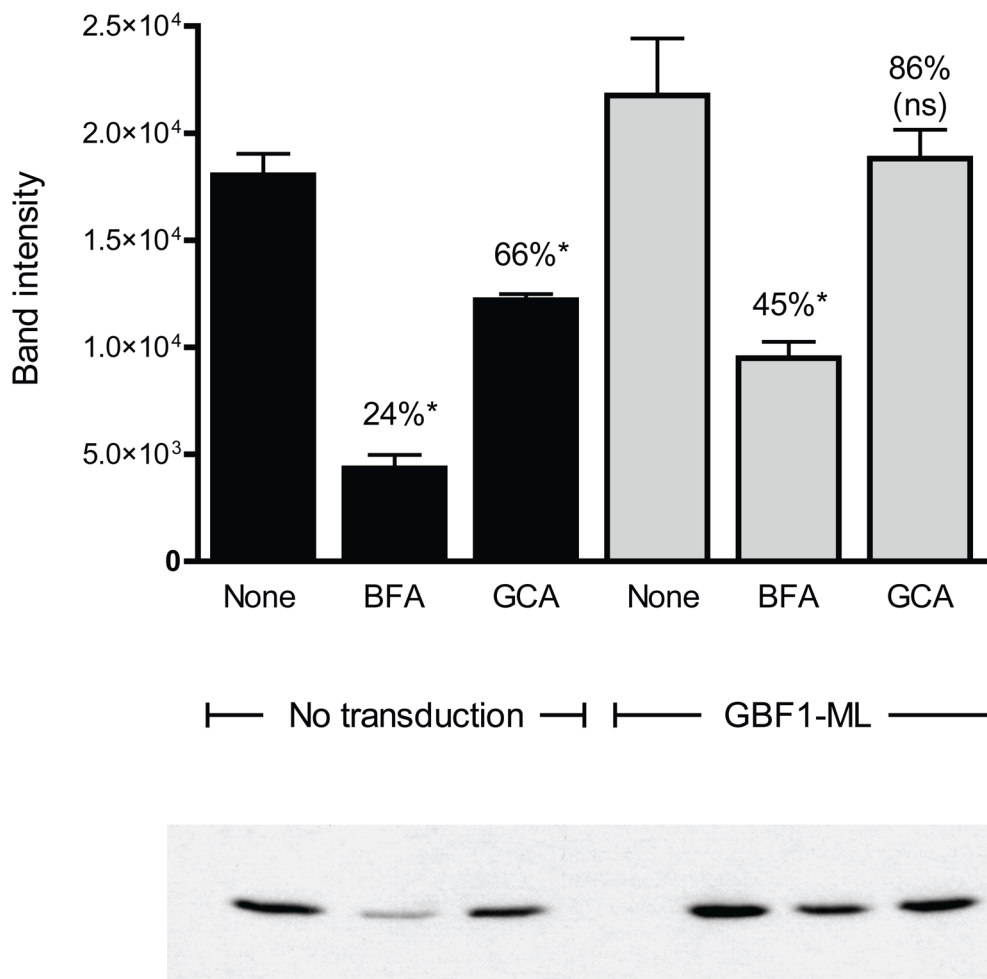 Band intensity
2.5×10⁴
2.0×10⁴
1.5×10⁴
1.0×10⁴
5.0×10³
0
24%*
66%*
45%*
86%
(ns)
None BFA GCA None BFA GCA
No transduction GBF1-ML